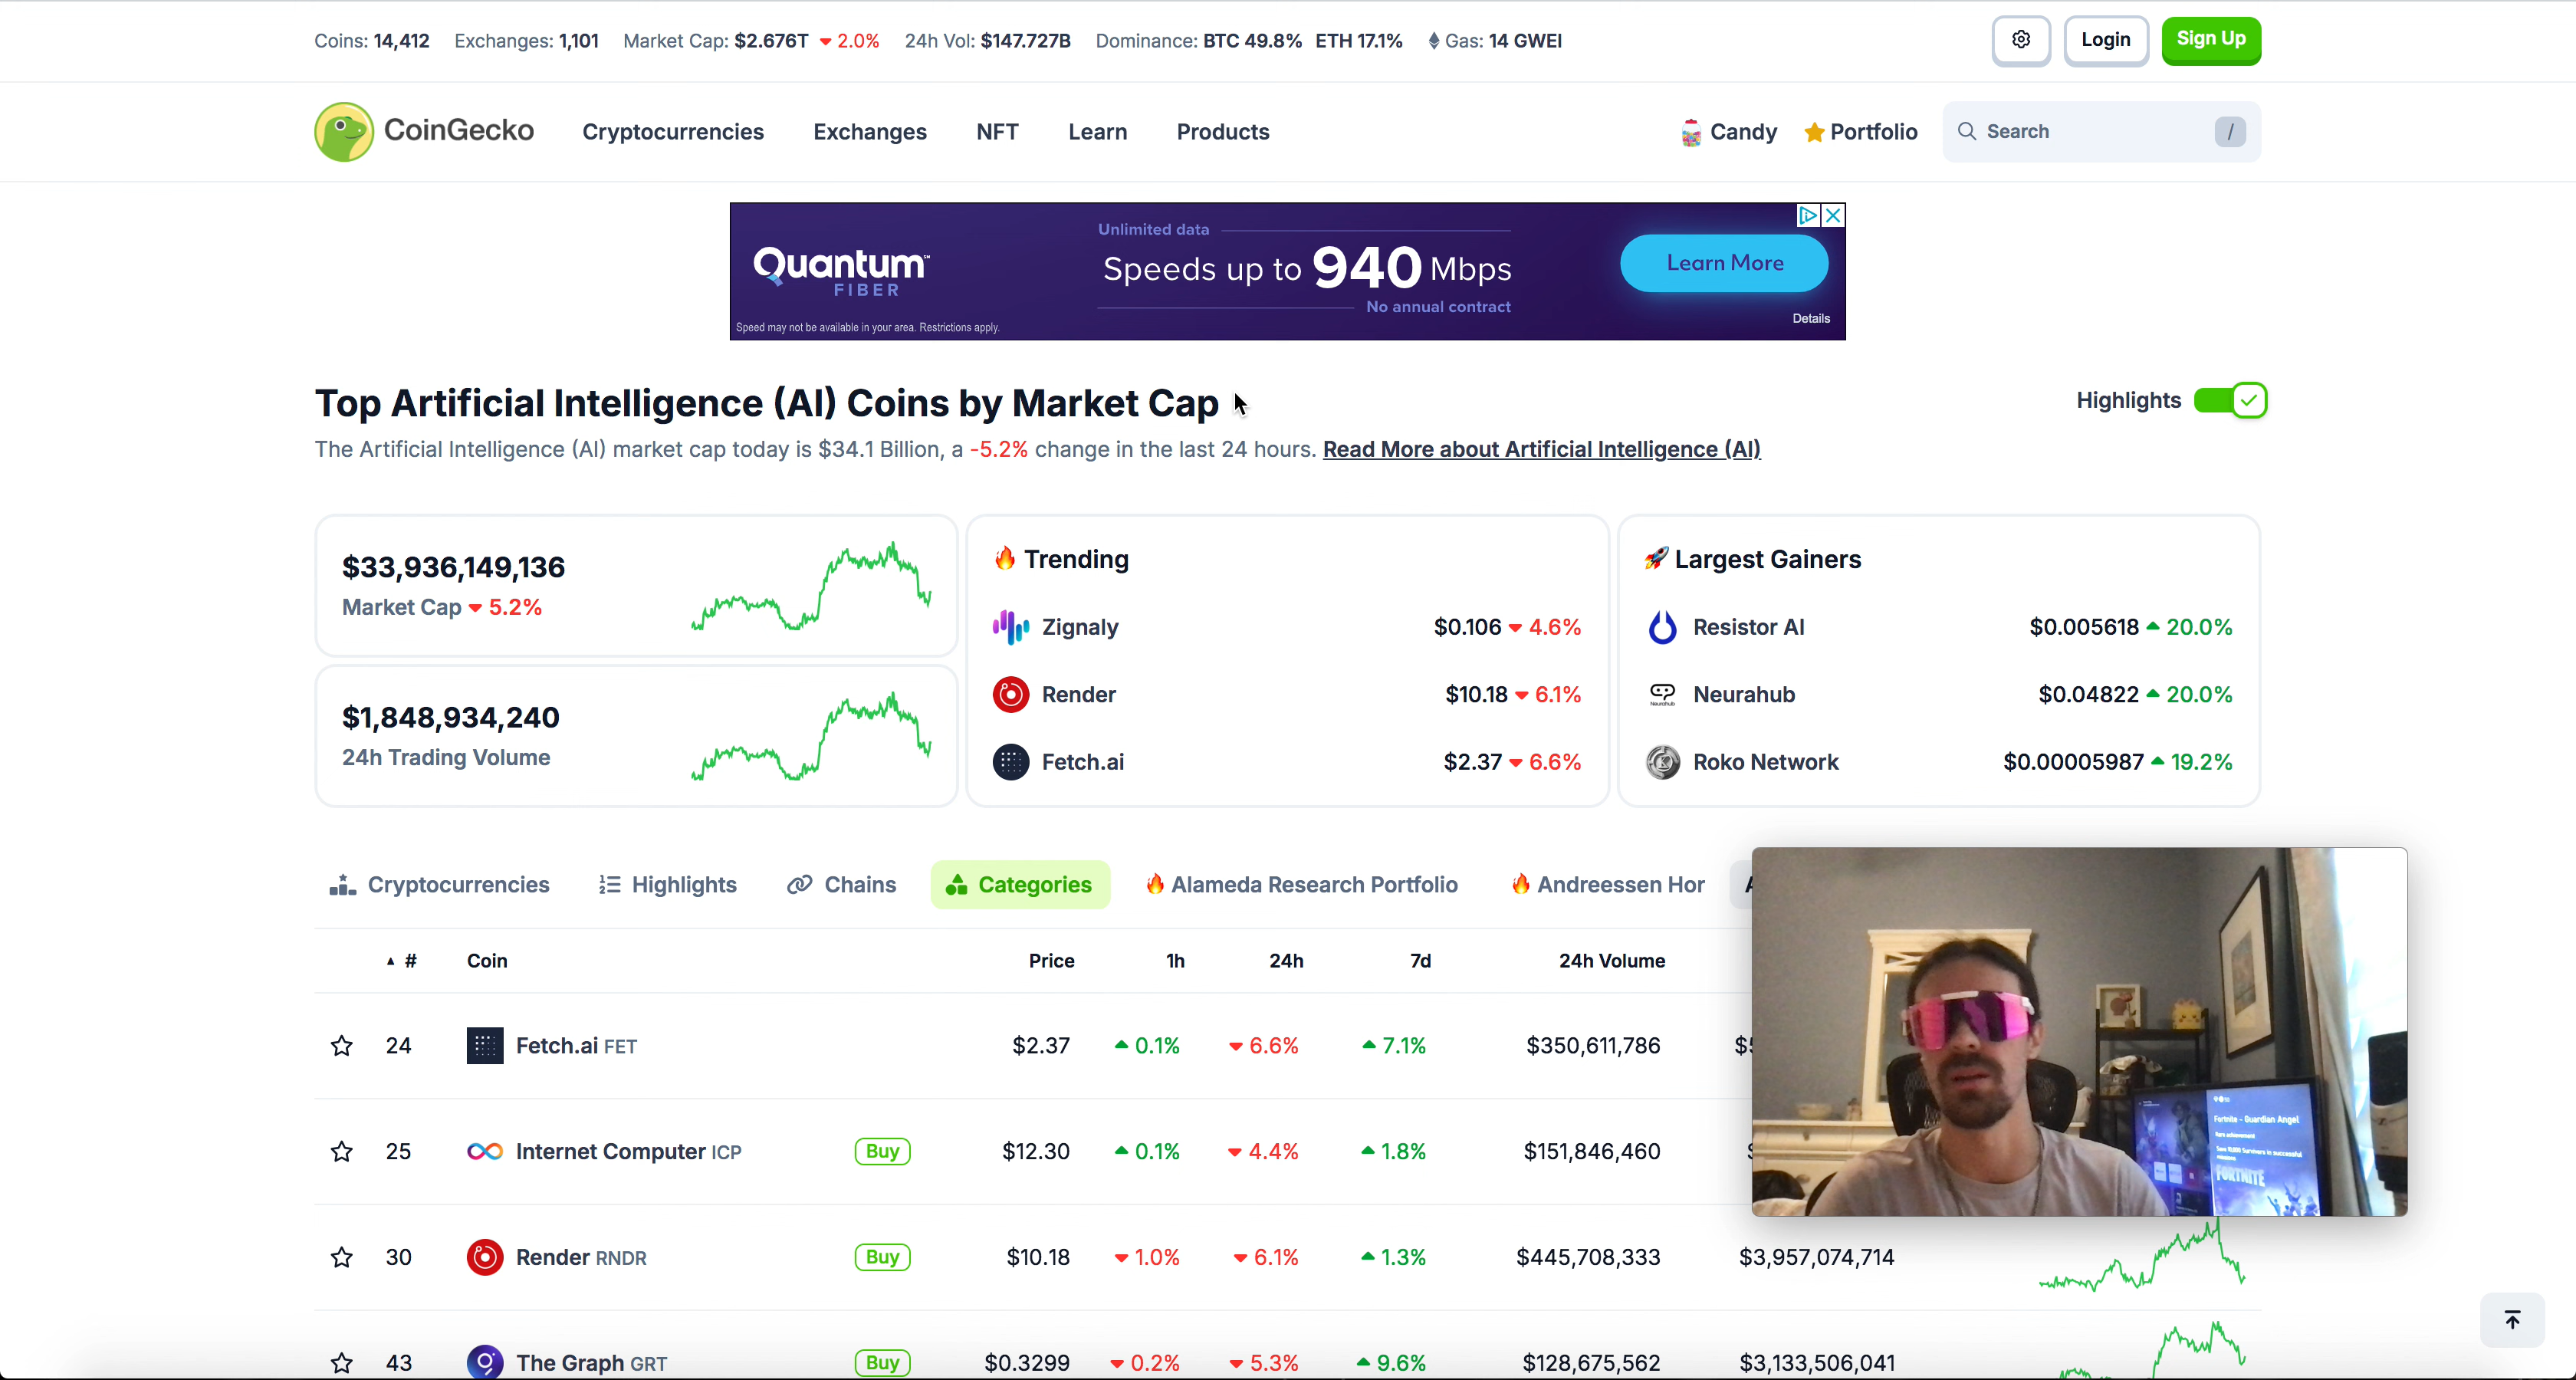 Coins: 14,412 Exchanges: 1,101 Market Cap: $2.676T 2.0% 24h Vol: $147.727B Dominance: BTC 49.8% ETH 17.1% Gas: 14 GWEI Login Sign Up
CoinGecko Cryptocurrencies Exchanges NFT Learn Products Candy Portfolio Search /
Quantum FIBER
Unlimited data
Speeds up to 940 Mbps
No annual contract
Learn More
Speed may not be available in your area. Restrictions apply.
Details
Top Artificial Intelligence (AI) Coins by Market Cap
Highlights
The Artificial Intelligence (AI) market cap today is $34.1 Billion, a -5.2% change in the last 24 hours. Read More about Artificial Intelligence (AI)
$33,936,149,136
Market Cap 5.2%
$1,848,934,240
24h Trading Volume
Trending
Zignaly $0.106 4.6%
Render $10.18 6.1%
Fetch.ai $2.37 6.6%
Largest Gainers
Resistor AI $0.005618 20.0%
Neurahub $0.04822 20.0%
Roko Network $0.00005987 19.2%
Cryptocurrencies Highlights Chains Categories Alameda Research Portfolio Andreessen Hor
# Coin Price 1h 24h 7d 24h Volume
24 Fetch.ai FET $2.37 0.1% 6.6% 7.1% $350,611,786
25 Internet Computer ICP Buy $12.30 0.1% 4.4% 1.8% $151,846,460
30 Render RNDR Buy $10.18 1.0% 6.1% 1.3% $445,708,333 $3,957,074,714
43 The Graph GRT Buy $0.3299 0.2% 5.3% 9.6% $128,675,562 $3,133,506,041
Fortnite - Guardian Angel
FORTNITE